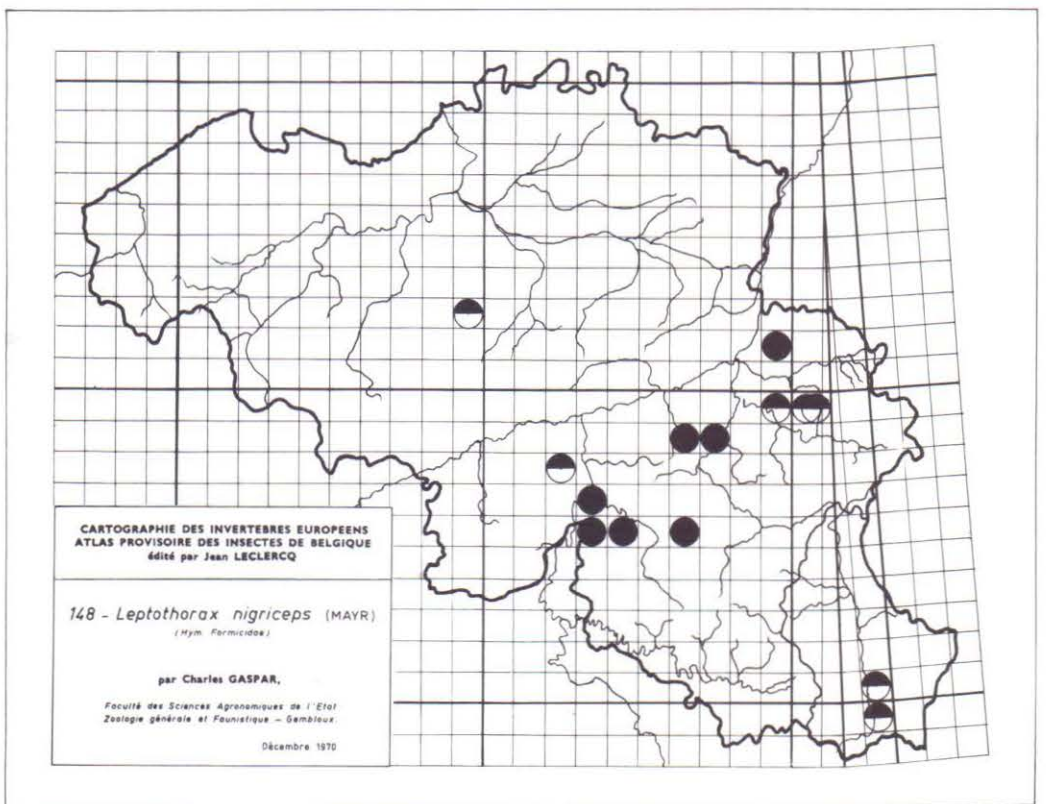 CARTOGRAPHIE DES INVERTEBRES EUROPEENS
ATLAS PROVISOIRE DES INSECTES DE BELGIQUE
édité par Jean LECLERCQ
148 - Leptothorax nigriceps (MAYR)
(Hym. Formicidae)
par Charles GASPAR,
Faculté des Sciences Agronomiques de l'Etat
Zoologie générale et Faunistique - Gembloux.
Décembre 1970